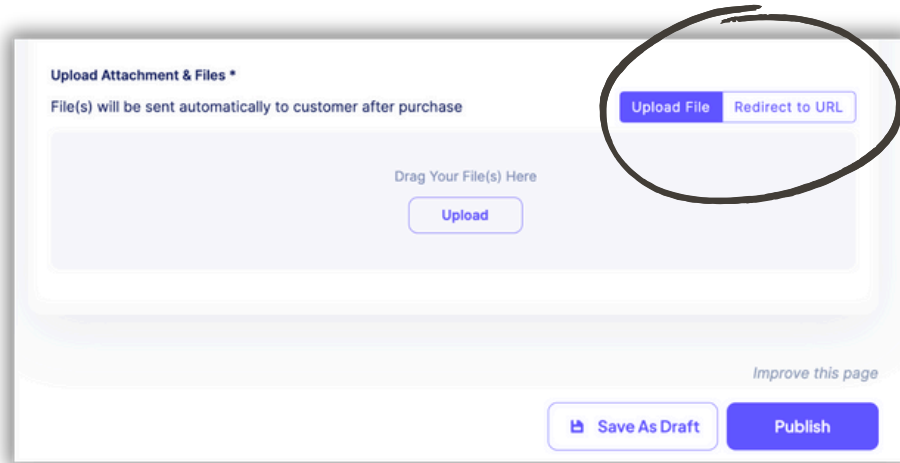 Upload Attachment & Files *
File(s) will be sent automatically to customer after purchase
Upload File Redirect to URL
Drag Your File(s) Here
Upload
Improve this page
Save As Draft Publish